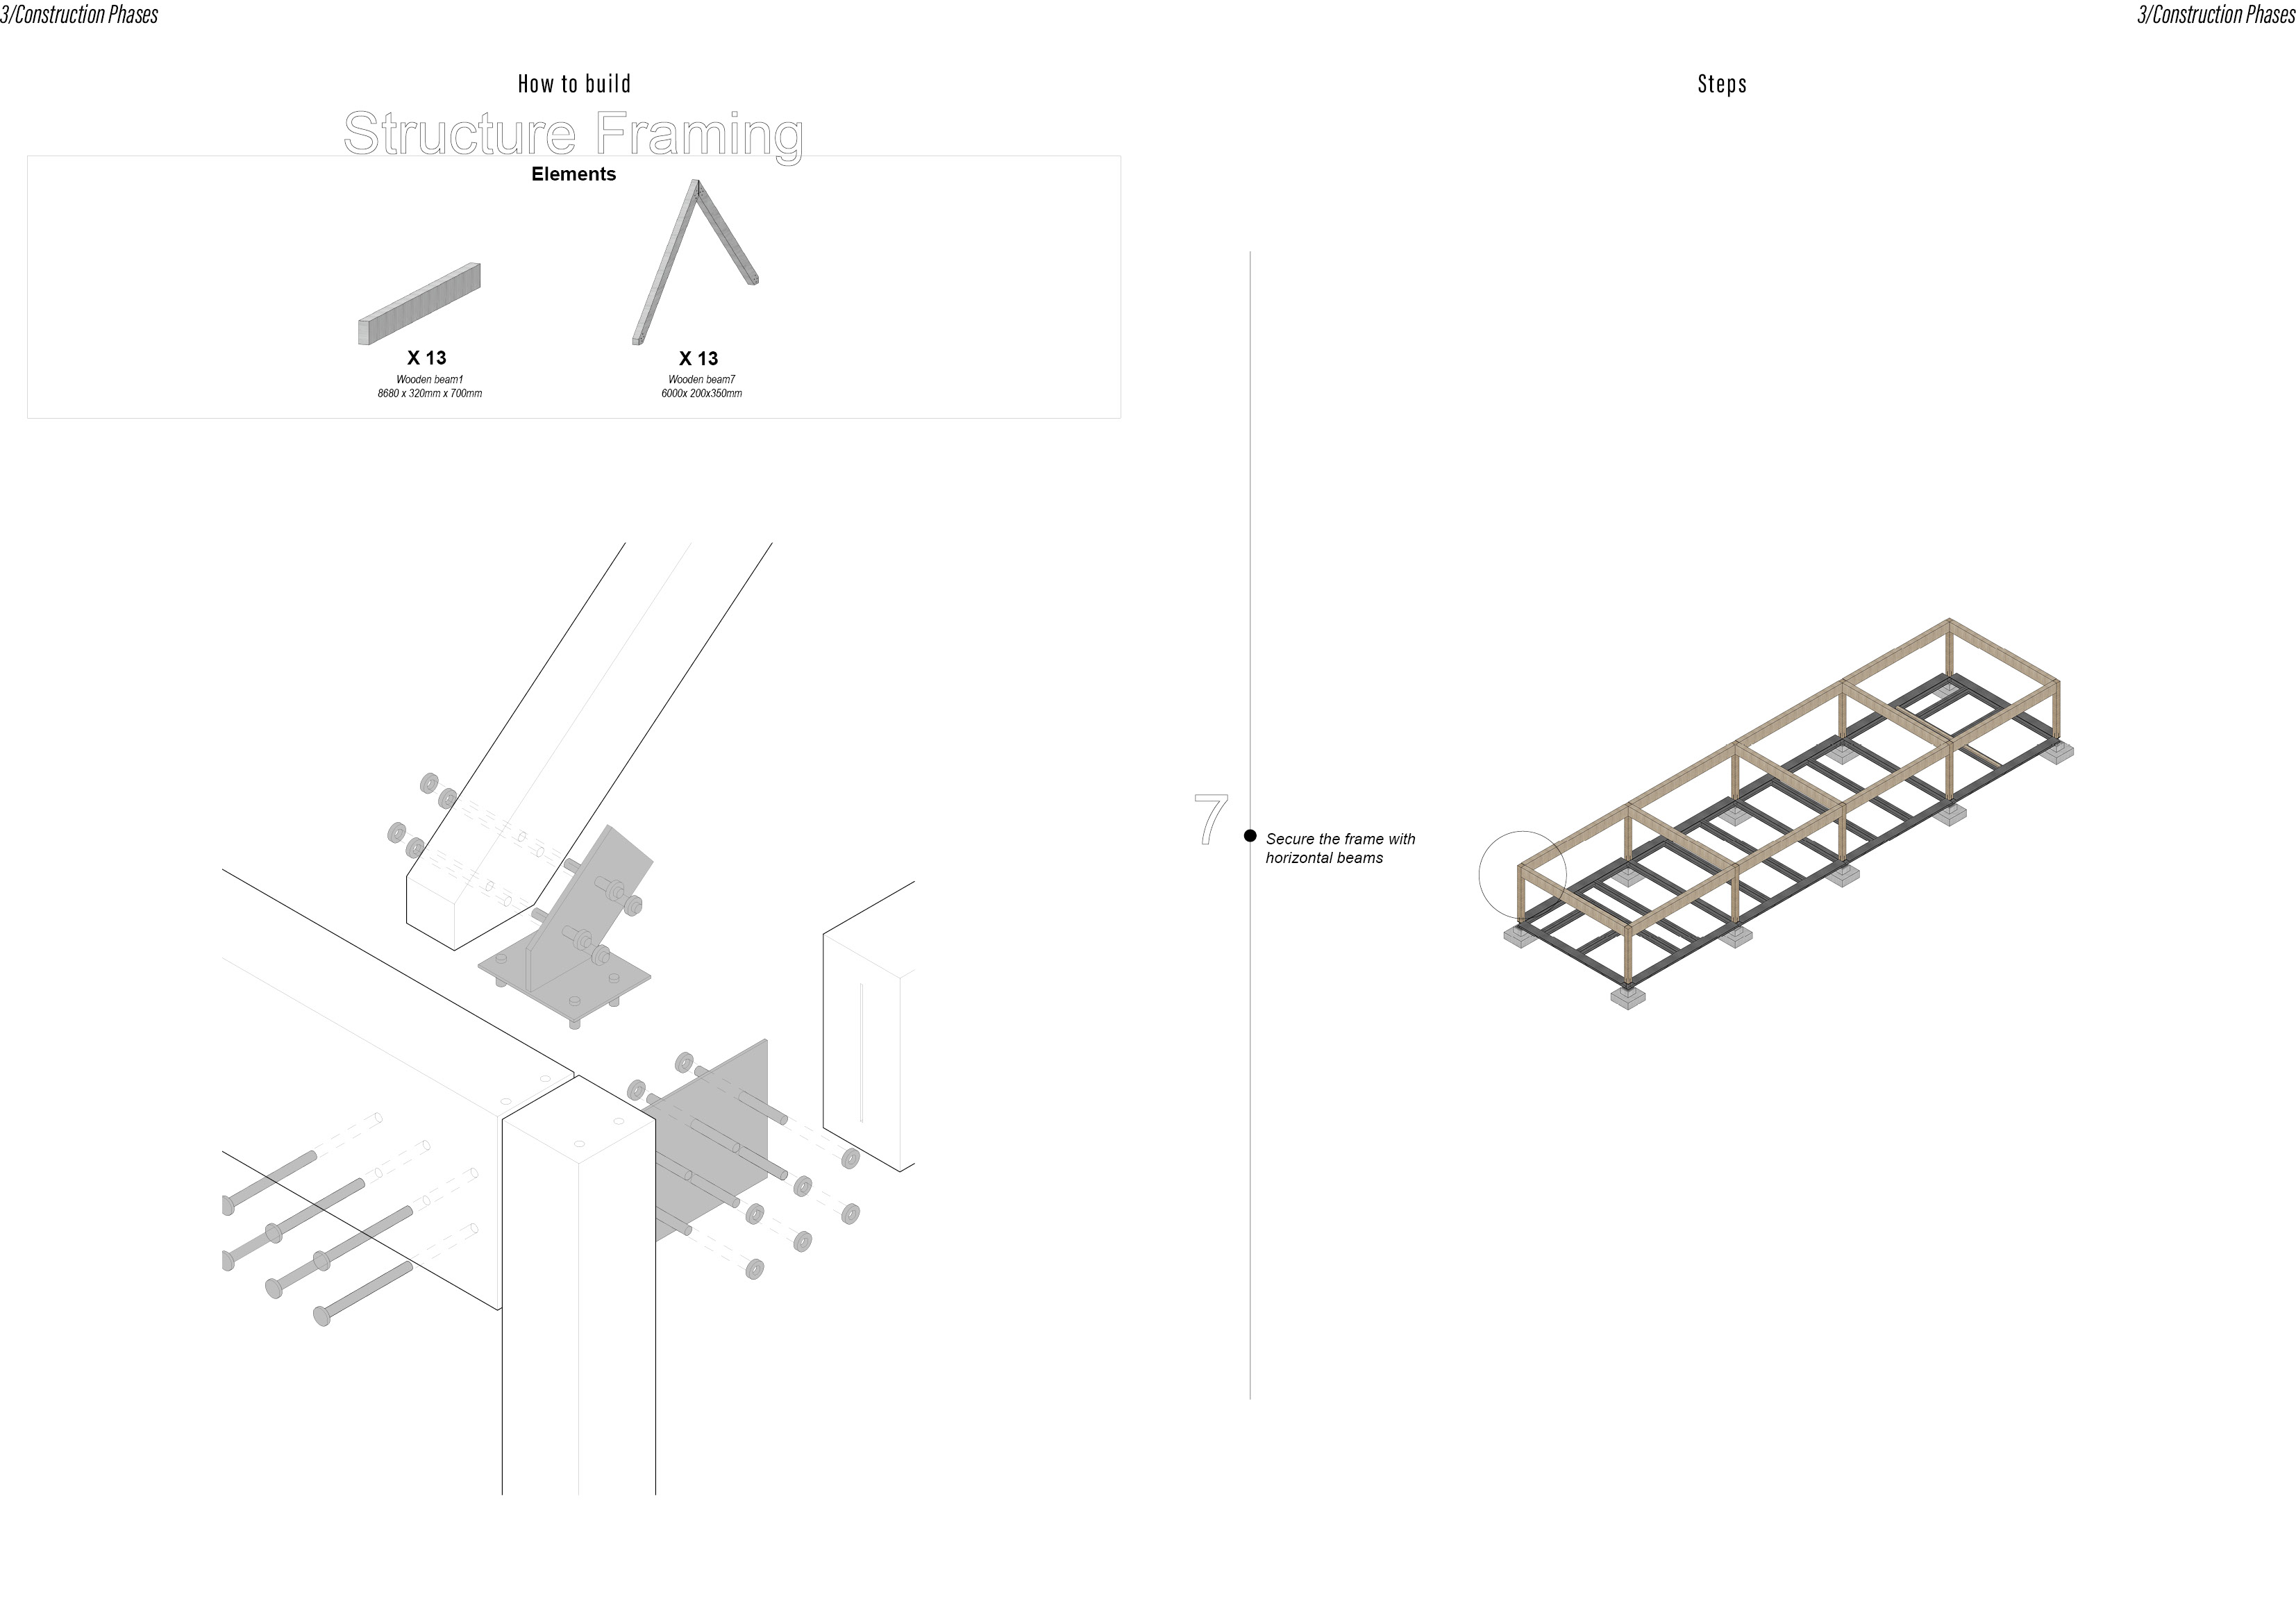 3/Construction Phases
3/Construction Phases
How to build
Structure Framing
Elements
X 13
Wooden beam1
8680 x 320mm x 700mm
X 13
Wooden beam7
6000x 200x350mm
Steps
7
Secure the frame with
horizontal beams